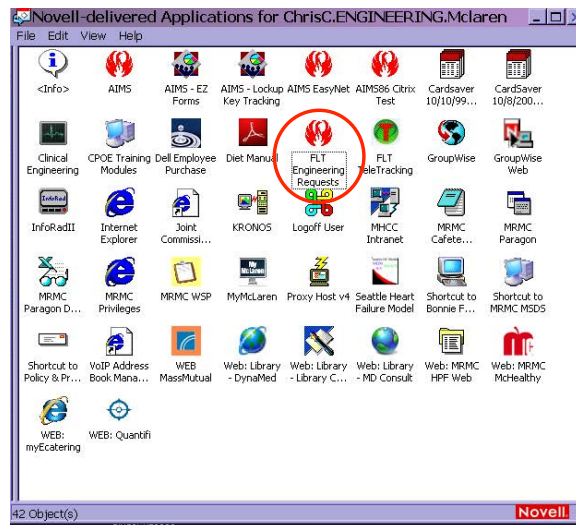 Novell-delivered Applications for ChrisC.ENGINEERING.Mclaren
File Edit View Help
<Info>
AIMS
AIMS - EZ
Forms
AIMS - Lockup
Key Tracking
AIMS EasyNet
AIMS86 Citrix
Test
Cardsaver
10/10/99...
CardSaver
10/8/200...
Clinical
Engineering
CPOE Training
Modules
Dell Employee
Purchase
Diet Manual
FLT
Engineering
Requests
FLT
TeleTracking
GroupWise
GroupWise
Web
InfoRad
InfoRadII
Internet
Explorer
Joint
Commissi...
KRONOS
Logoff User
MHCC
Intranet
MRMC
Cafete...
MRMC
Paragon
MRMC
Paragon D...
MRMC
Privileges
MRMC WSP
My
McLaren
MyMcLaren
Proxy Host v4
Seattle Heart
Failure Model
Shortcut to
Bonnie F...
Shortcut to
MRMC MSDS
Shortcut to
Policy & Pr...
VoIP Address
Book Mana...
WEB
MassMutual
Web: Library
- DynaMed
Web: Library
- Library C...
Web: Library
- MD Consult
Web: MRMC
HPF Web
Web: MRMC
McHealthy
WEB:
myEcatering
WEB: Quantifi
42 Object(s)
Novell.